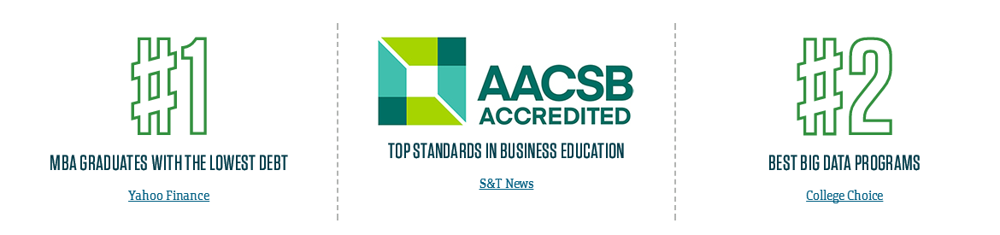 #1
MBA GRADUATES WITH THE LOWEST DEBT
Yahoo Finance
AACSB
ACCREDITED
TOP STANDARDS IN BUSINESS EDUCATION
S&T News
#2
BEST BIG DATA PROGRAMS
College Choice